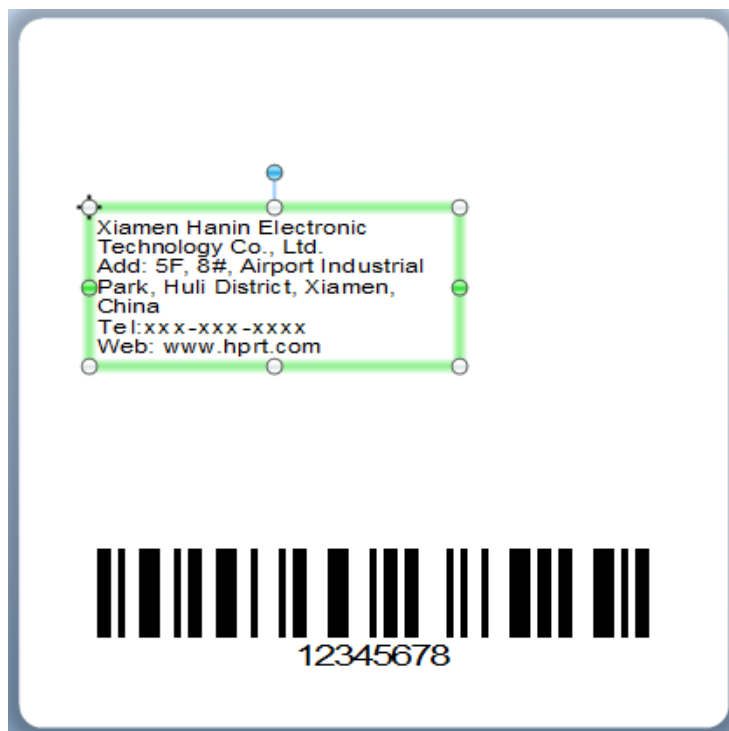 Xiamen Hanin Electronic
Technology Co., Ltd.
Add: 5F, 8#, Airport Industrial
Park, Huli District, Xiamen,
China
Tel:xxx-xxx-xxxx
Web: www.hprt.com
12345678